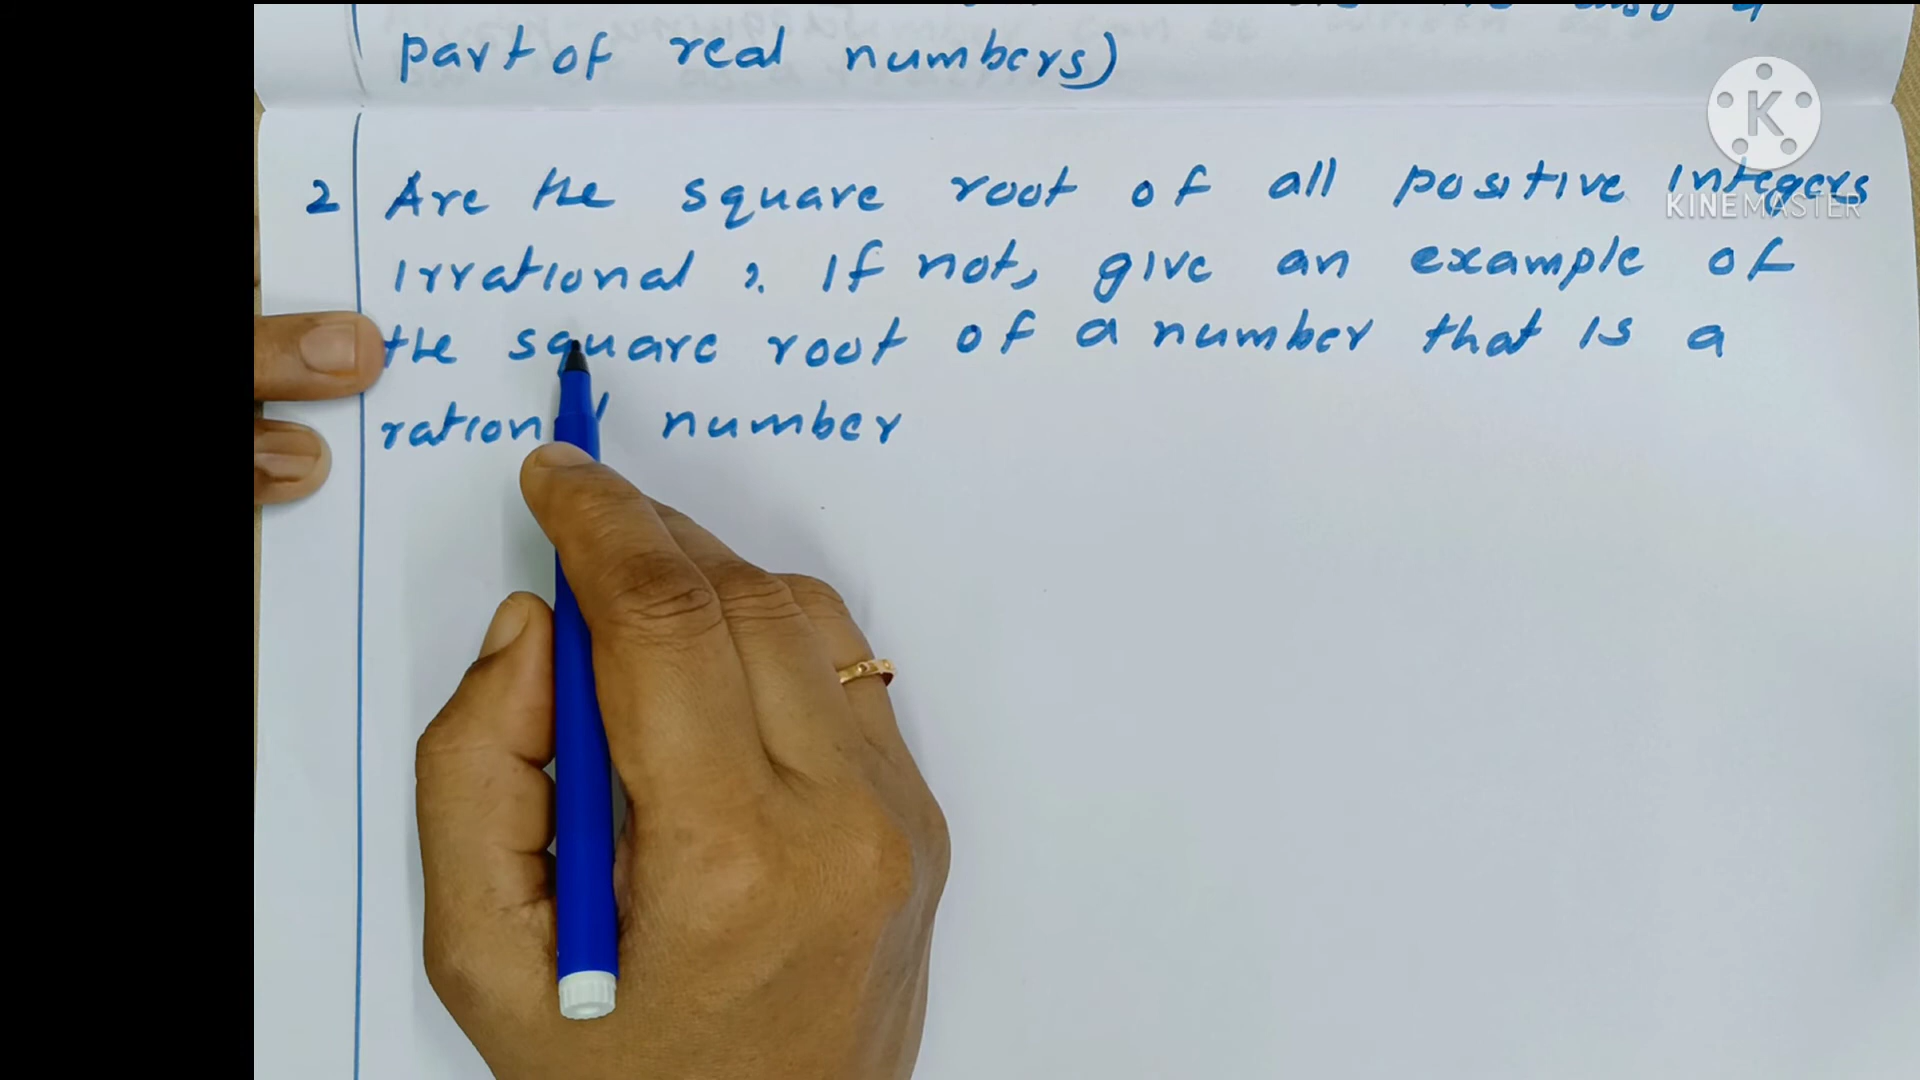 part of real numbers)
K
2 Are the square root of all positive integers
KINEMASTER
irrational ? If not, give an example of
the square root of a number that is a
rational number